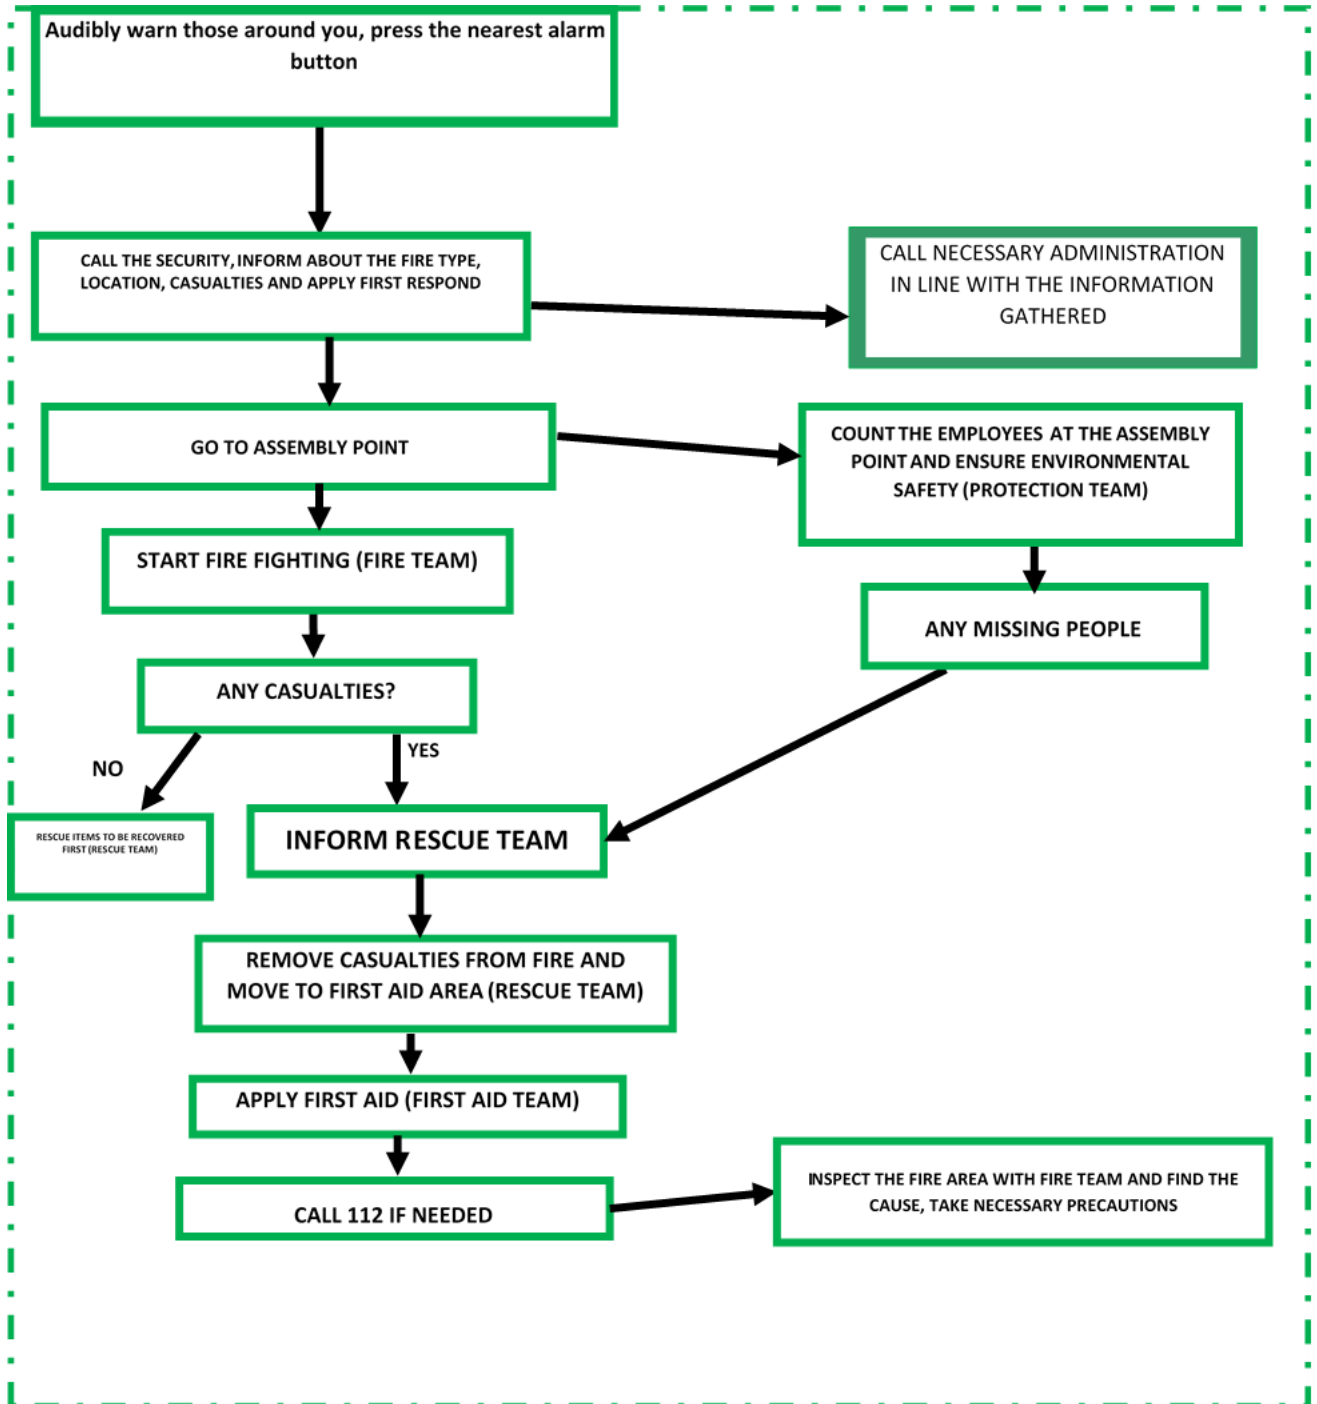 Audibly warn those around you, press the nearest alarm
button
CALL THE SECURITY, INFORM ABOUT THE FIRE TYPE,
LOCATION, CASUALTIES AND APPLY FIRST RESPOND
CALL NECESSARY ADMINISTRATION
IN LINE WITH THE INFORMATION
GATHERED
GO TO ASSEMBLY POINT
COUNT THE EMPLOYEES AT THE ASSEMBLY
POINT AND ENSURE ENVIRONMENTAL
SAFETY (PROTECTION TEAM)
START FIRE FIGHTING (FIRE TEAM)
ANY MISSING PEOPLE
ANY CASUALTIES?
NO
YES
RESCUE ITEMS TO BE RECOVERED
FIRST (RESCUE TEAM)
INFORM RESCUE TEAM
REMOVE CASUALTIES FROM FIRE AND
MOVE TO FIRST AID AREA (RESCUE TEAM)
APPLY FIRST AID (FIRST AID TEAM)
CALL 112 IF NEEDED
INSPECT THE FIRE AREA WITH FIRE TEAM AND FIND THE
CAUSE, TAKE NECESSARY PRECAUTIONS